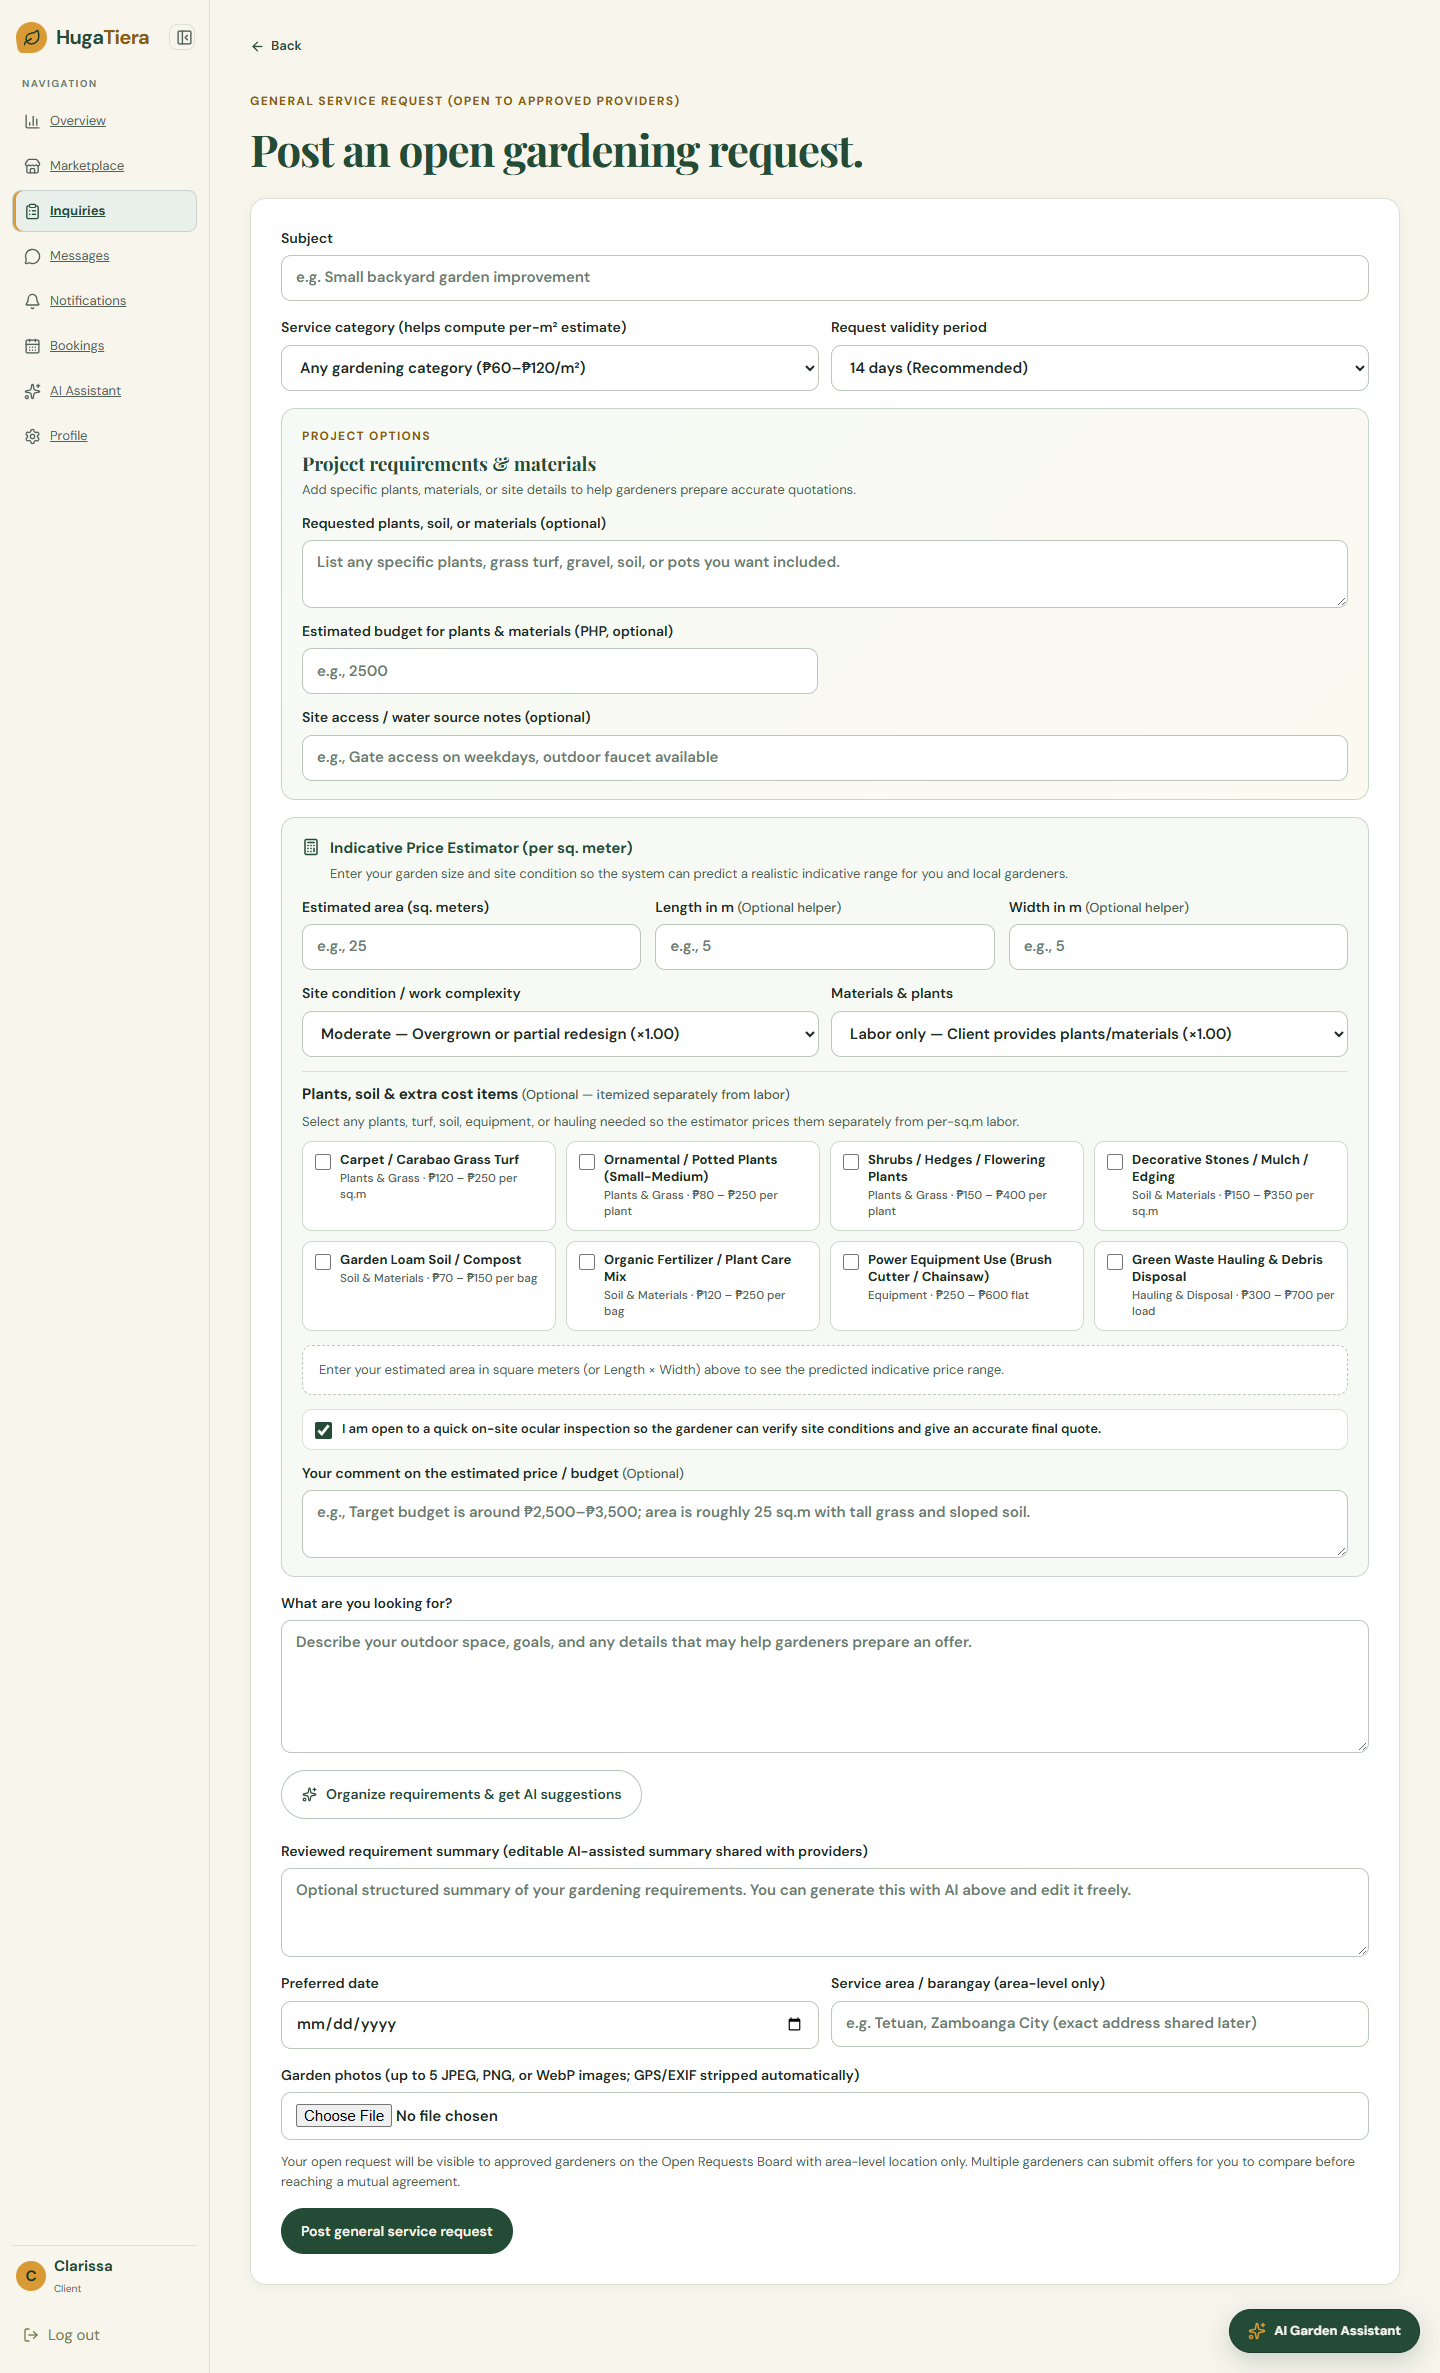 HugaTiera
NAVIGATION
Overview
Marketplace
Inquiries
Messages
Notifications
Bookings
AI Assistant
Profile
Clarissa
C
Client
Log out
Back
GENERAL SERVICE REQUEST (OPEN TO APPROVED PROVIDERS)
Post an open gardening request.
Subject
e.g. Small backyard garden improvement
Service category (helps compute per-m² estimate)
Any gardening category (₱60–₱120/m²)
Request validity period
14 days (Recommended)
PROJECT OPTIONS
Project requirements & materials
Add specific plants, materials, or site details to help gardeners prepare accurate quotations.
Requested plants, soil, or materials (optional)
List any specific plants, grass turf, gravel, soil, or pots you want included.
Estimated budget for plants & materials (PHP, optional)
e.g., 2500
Site access / water source notes (optional)
e.g., Gate access on weekdays, outdoor faucet available
Indicative Price Estimator (per sq. meter)
Enter your garden size and site condition so the system can predict a realistic indicative range for you and local gardeners.
Estimated area (sq. meters)
e.g., 25
Length in m (Optional helper)
e.g., 5
Width in m (Optional helper)
e.g., 5
Site condition / work complexity
Moderate — Overgrown or partial redesign (×1.00)
Materials & plants
Labor only — Client provides plants/materials (×1.00)
Plants, soil & extra cost items (Optional — itemized separately from labor)
Select any plants, turf, soil, equipment, or hauling needed so the estimator prices them separately from per-sq.m labor.
Carpet / Carabao Grass Turf
Plants & Grass · ₱120 – ₱250 per
sq.m
Ornamental / Potted Plants
(Small-Medium)
Plants & Grass · ₱80 – ₱250 per
plant
Shrubs / Hedges / Flowering
Plants
Plants & Grass · ₱150 – ₱400 per
plant
Decorative Stones / Mulch /
Edging
Soil & Materials · ₱150 – ₱350 per
sq.m
Garden Loam Soil / Compost
Soil & Materials · ₱70 – ₱150 per bag
Organic Fertilizer / Plant Care
Mix
Soil & Materials · ₱120 – ₱250 per
bag
Power Equipment Use (Brush
Cutter / Chainsaw)
Equipment · ₱250 – ₱600 flat
Green Waste Hauling & Debris
Disposal
Hauling & Disposal · ₱300 – ₱700 per
load
Enter your estimated area in square meters (or Length × Width) above to see the predicted indicative price range.
I am open to a quick on-site ocular inspection so the gardener can verify site conditions and give an accurate final quote.
Your comment on the estimated price / budget (Optional)
e.g., Target budget is around ₱2,500–₱3,500; area is roughly 25 sq.m with tall grass and sloped soil.
What are you looking for?
Describe your outdoor space, goals, and any details that may help gardeners prepare an offer.
Organize requirements & get AI suggestions
Reviewed requirement summary (editable AI-assisted summary shared with providers)
Optional structured summary of your gardening requirements. You can generate this with AI above and edit it freely.
Preferred date
mm/dd/yyyy
Service area / barangay (area-level only)
e.g. Tetuan, Zamboanga City (exact address shared later)
Garden photos (up to 5 JPEG, PNG, or WebP images; GPS/EXIF stripped automatically)
Choose File No file chosen
Your open request will be visible to approved gardeners on the Open Requests Board with area-level location only. Multiple gardeners can submit offers for you to compare before
reaching a mutual agreement.
Post general service request
AI Garden Assistant